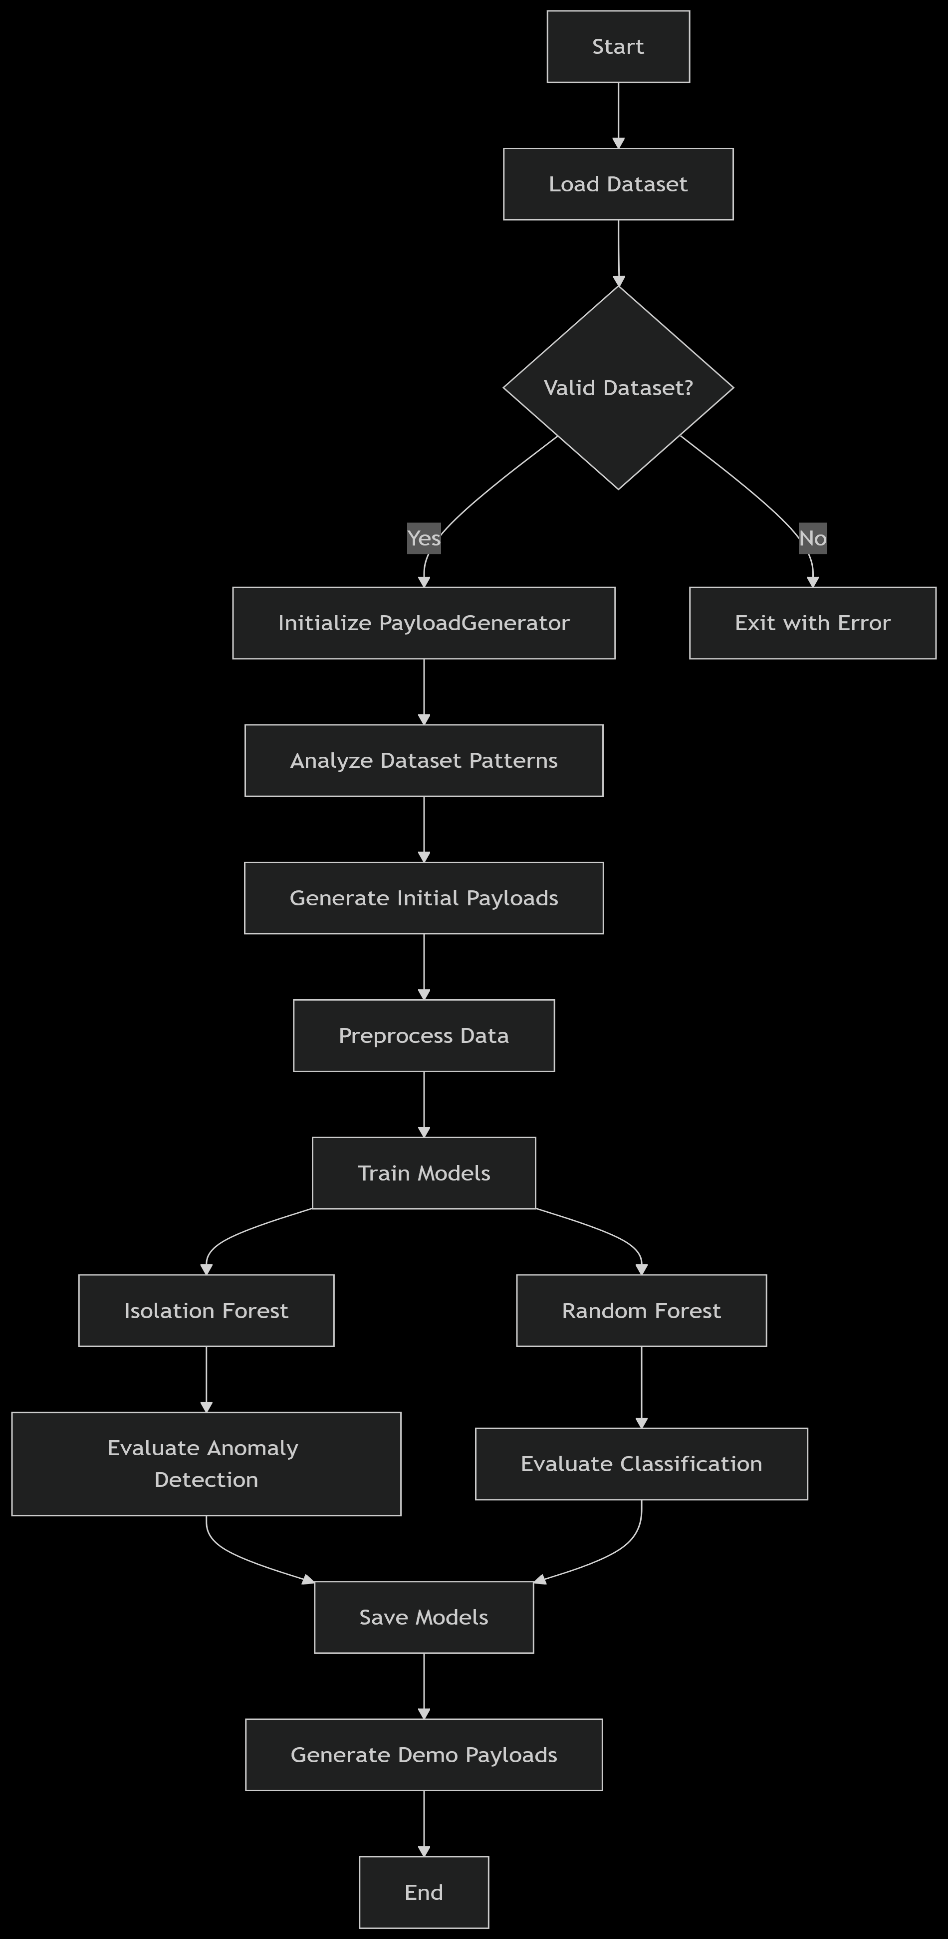 Start
Load Dataset
Valid Dataset?
Yes
No
Initialize PayloadGenerator
Exit with Error
Analyze Dataset Patterns
Generate Initial Payloads
Preprocess Data
Train Models
Isolation Forest
Random Forest
Evaluate Anomaly
Detection
Evaluate Classification
Save Models
Generate Demo Payloads
End